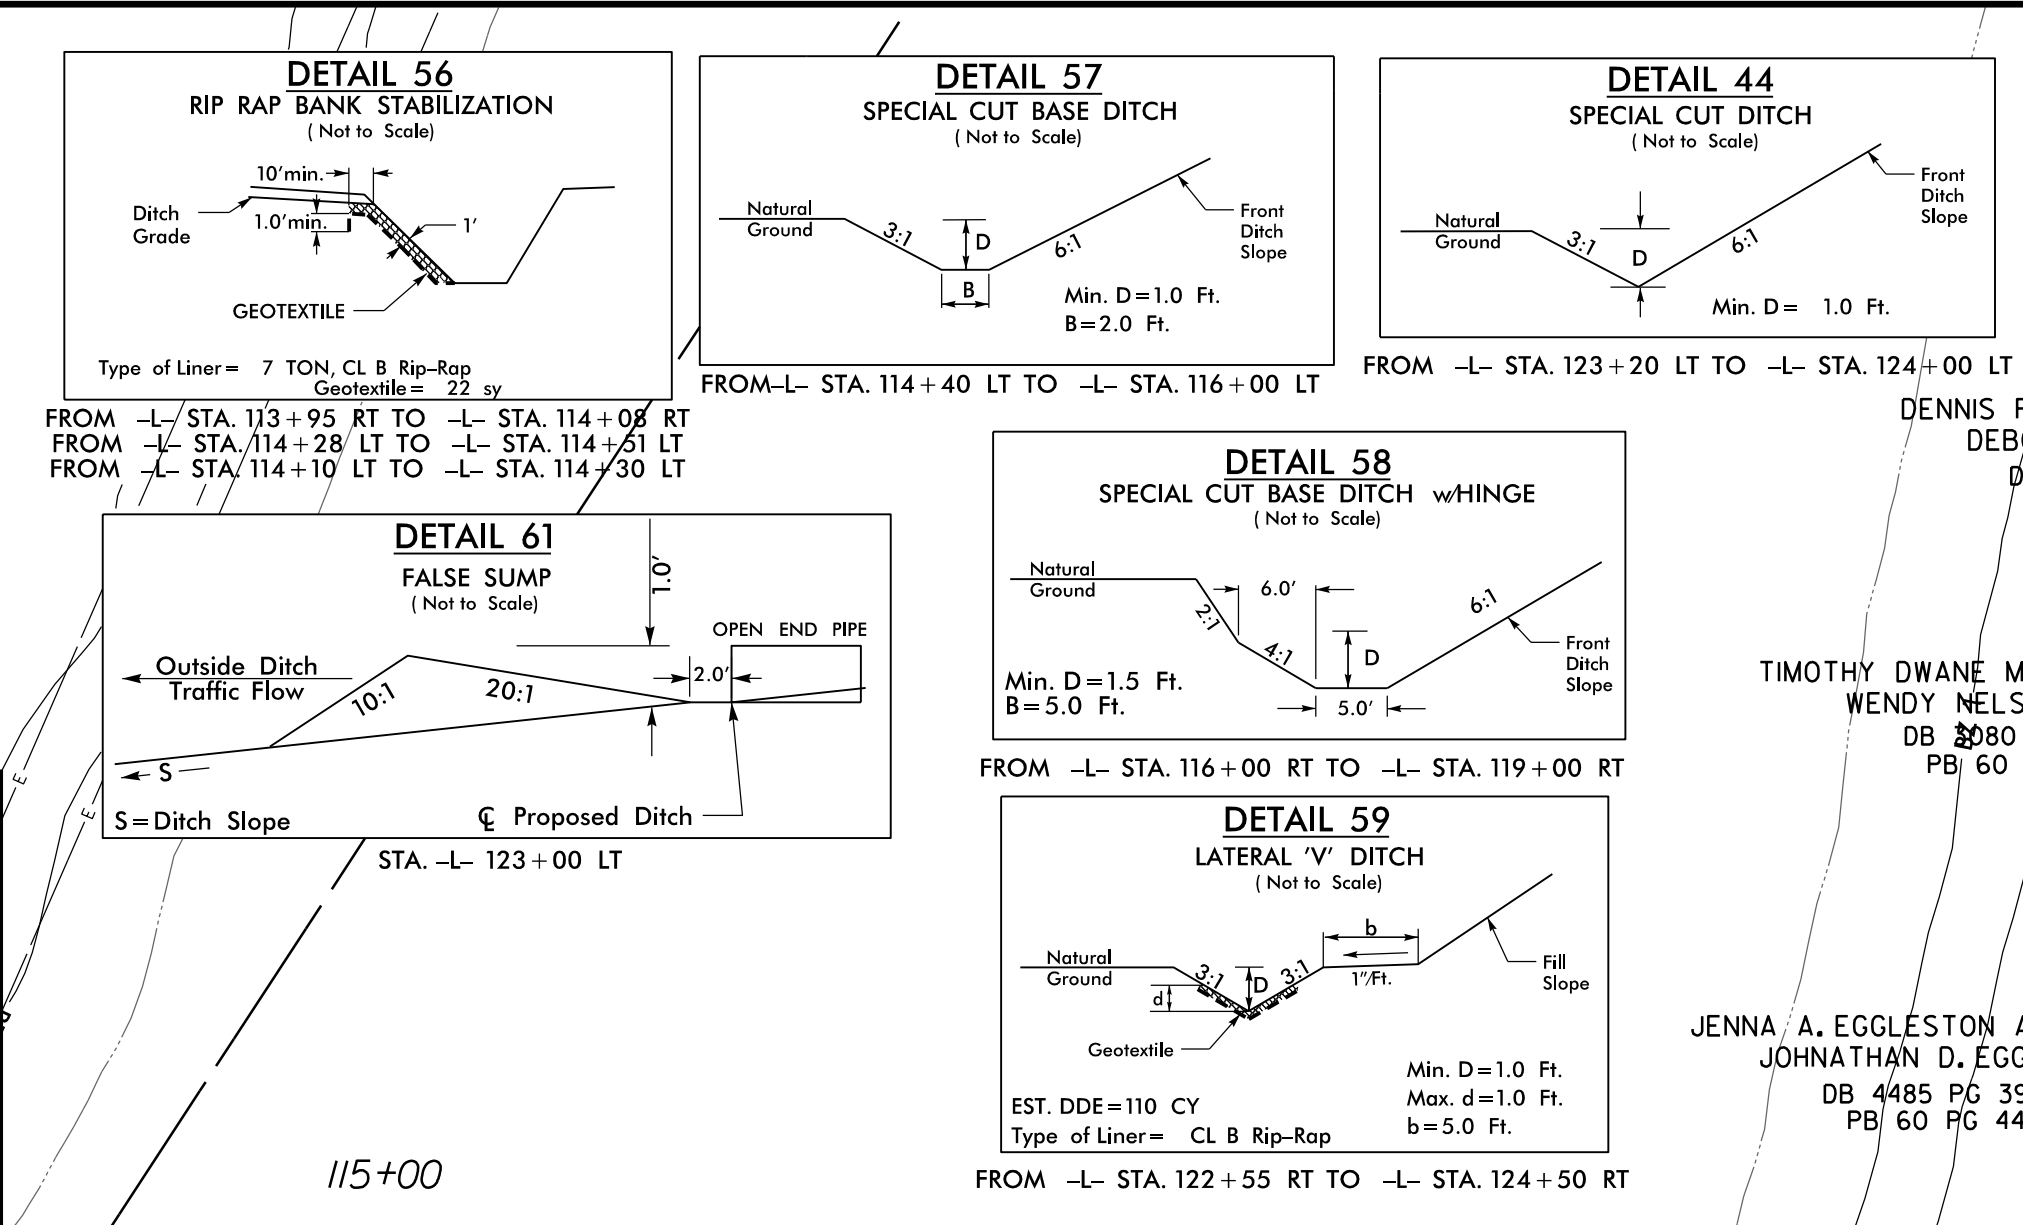 DETAIL 56
RIP RAP BANK STABILIZATION
( Not to Scale)
10'min.
Ditch
Grade
1.0'min.
1'
GEOTEXTILE
Type of Liner = 7 TON, CL B Rip-Rap
Geotextile = 22 sy
FROM -L- STA. 113+95 RT TO -L- STA. 114+08 RT
FROM -L- STA. 114+28 LT TO -L- STA. 114+51 LT
FROM -L- STA. 114+10 LT TO -L- STA. 114+30 LT
DETAIL 57
SPECIAL CUT BASE DITCH
( Not to Scale)
Natural
Ground
3:1
D
6:1
B
Front
Ditch
Slope
Min. D=1.0 Ft.
B=2.0 Ft.
FROM-L- STA. 114+40 LT TO -L- STA. 116+00 LT
DETAIL 44
SPECIAL CUT DITCH
( Not to Scale)
Natural
Ground
3:1
D
6:1
Front
Ditch
Slope
Min. D= 1.0 Ft.
FROM -L- STA. 123+20 LT TO -L- STA. 124+00 LT
DETAIL 61
FALSE SUMP
( Not to Scale)
1.0'
OPEN END PIPE
Outside Ditch
Traffic Flow
10:1
20:1
2.0'
S
S=Ditch Slope
℄ Proposed Ditch
STA. -L- 123+00 LT
DETAIL 58
SPECIAL CUT BASE DITCH w/HINGE
( Not to Scale)
Natural
Ground
2:1
6.0'
4:1
D
6:1
Front
Ditch
Slope
5.0'
Min. D=1.5 Ft.
B=5.0 Ft.
FROM -L- STA. 116+00 RT TO -L- STA. 119+00 RT
DETAIL 59
LATERAL 'V' DITCH
( Not to Scale)
Natural
Ground
3:1
D
3:1
b
1"/Ft.
d
Fill
Slope
Geotextile
Min. D=1.0 Ft.
Max. d=1.0 Ft.
b=5.0 Ft.
EST. DDE=110 CY
Type of Liner = CL B Rip-Rap
FROM -L- STA. 122+55 RT TO -L- STA. 124+50 RT
DENNIS
DEB
D
TIMOTHY DWANE M
WENDY NELS
DB 3080
PB 60
JENNA A. EGGLESTON A
JOHNATHAN D. EGG
DB 4485 PG 39
PB 60 PG 44
E
E
115+00